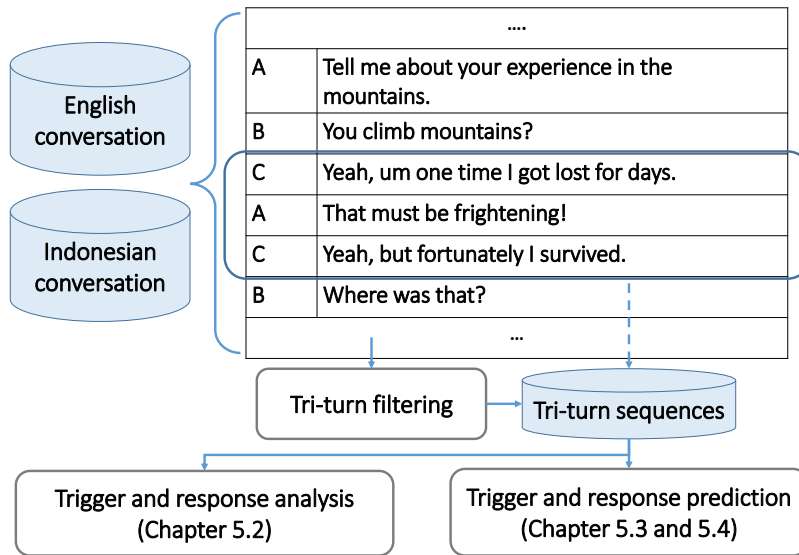 English
conversation
Indonesian
conversation
....
A Tell me about your experience in the
mountains.
B You climb mountains?
C Yeah, um one time I got lost for days.
A That must be frightening!
C Yeah, but fortunately I survived.
B Where was that?
...
Tri-turn filtering
Tri-turn sequences
Trigger and response analysis
(Chapter 5.2)
Trigger and response prediction
(Chapter 5.3 and 5.4)